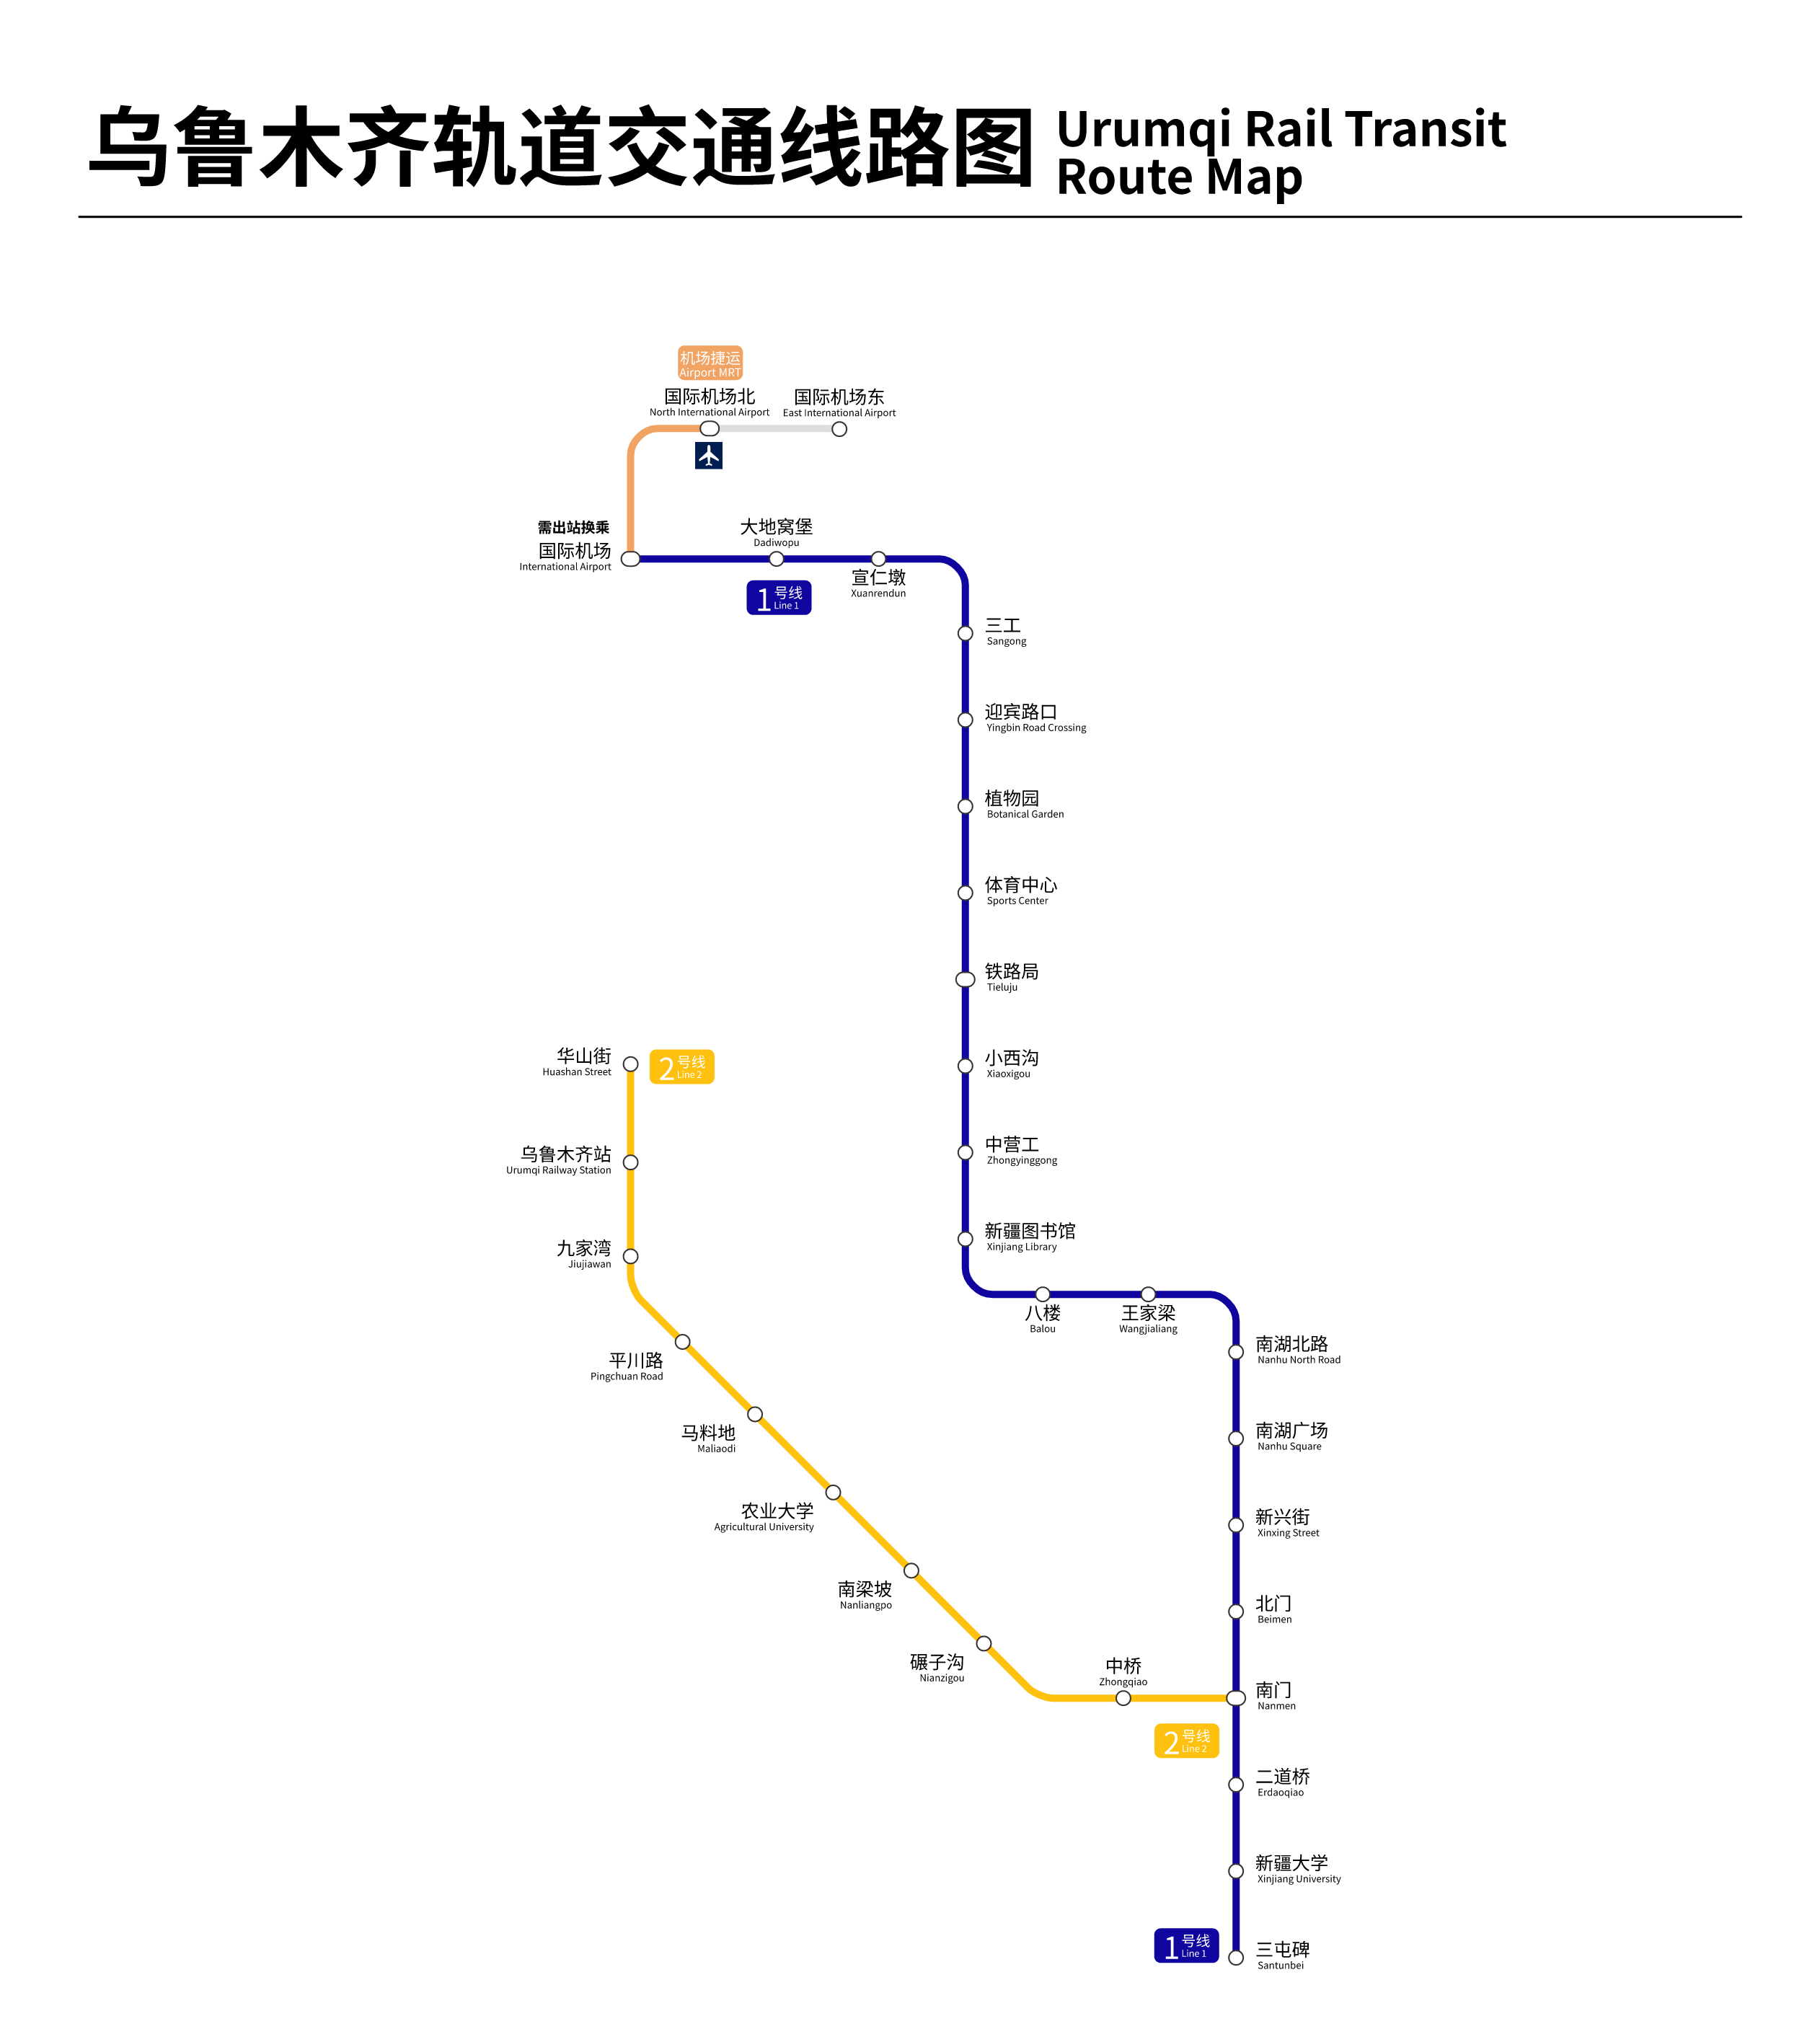 乌鲁木齐轨道交通线路图
Urumqi Rail Transit
Route Map
机场捷运
Airport MRT
国际机场北
North International Airport
国际机场东
East International Airport
需出站换乘
国际机场
International Airport
大地窝堡
Dadiwopu
1号线
Line 1
宣仁墩
Xuanrendun
三工
Sangong
迎宾路口
Yingbin Road Crossing
植物园
Botanical Garden
体育中心
Sports Center
铁路局
Tieluju
小西沟
Xiaoxigou
中营工
Zhongyinggong
新疆图书馆
Xinjiang Library
八楼
Balou
王家梁
Wangjialiang
南湖北路
Nanhu North Road
南湖广场
Nanhu Square
新兴街
Xinxing Street
北门
Beimen
南门
Nanmen
二道桥
Erdaoqiao
新疆大学
Xinjiang University
三屯碑
Santunbei
1号线
Line 1
华山街
Huashan Street
2号线
Line 2
乌鲁木齐站
Urumqi Railway Station
九家湾
Jiujiawan
平川路
Pingchuan Road
马料地
Maliaodi
农业大学
Agricultural University
南梁坡
Nanliangpo
碾子沟
Nianzigou
中桥
Zhongqiao
2号线
Line 2